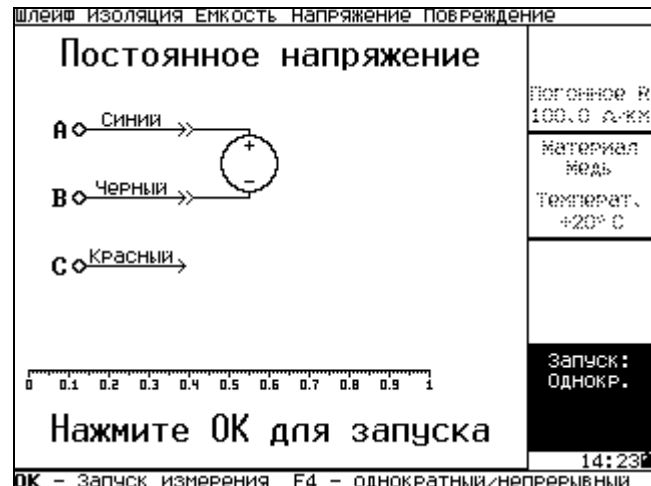 Шлейф Изоляция Емкость Напряжение Повреждение
Постоянное напряжение
Погонное R
100.0 Ω/км
Материал
Медь
Температ.
+20° C
A Синий
+
B Черный
−
C Красный
0 0.1 0.2 0.3 0.4 0.5 0.6 0.7 0.8 0.9 1
Запуск:
Однокр.
Нажмите OK для запуска
14:23
OK – Запуск измерения F4 – однократный/непрерывный